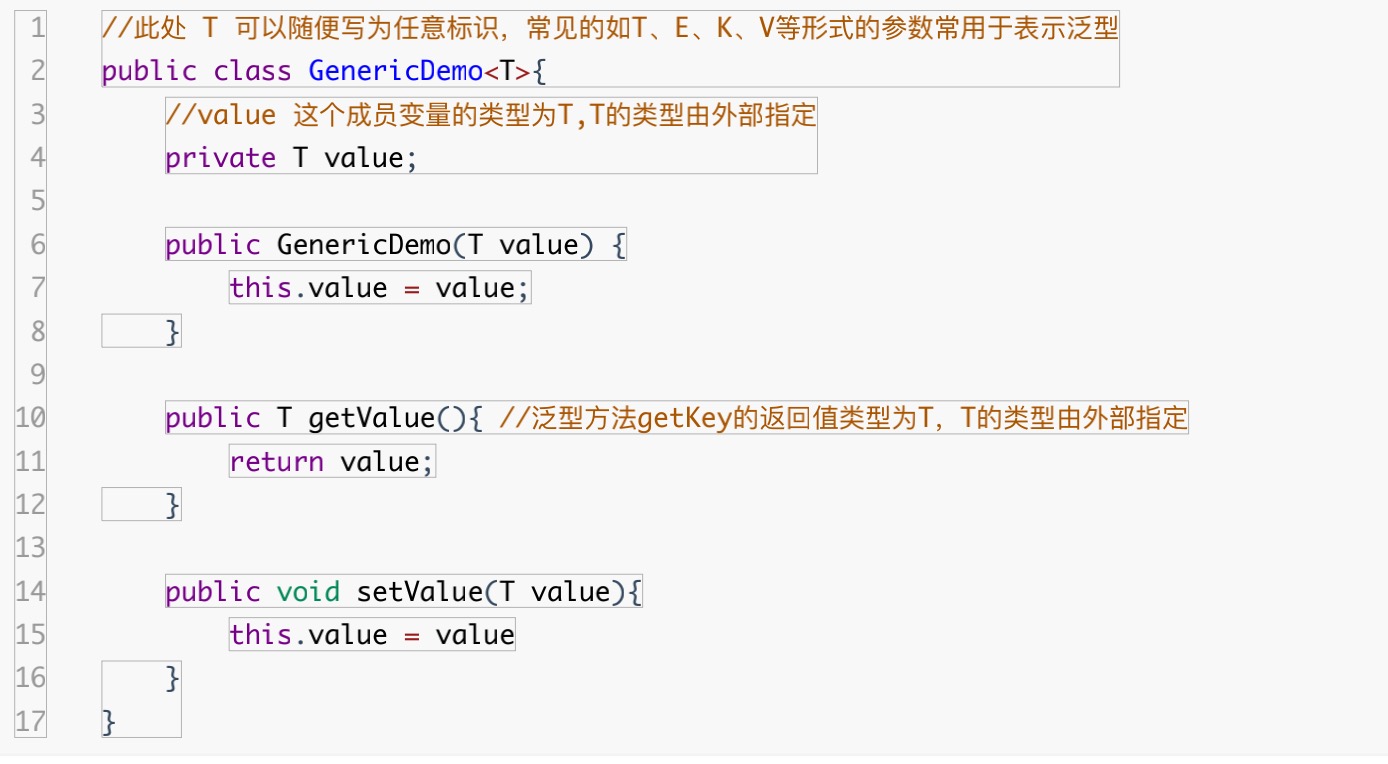 1 //此处 T 可以随便写为任意标识，常见的如T、E、K、V等形式的参数常用于表示泛型
2 public class GenericDemo<T>{
3     //value 这个成员变量的类型为T,T的类型由外部指定
4     private T value;
5
6     public GenericDemo(T value) {
7         this.value = value;
8     }
9
10     public T getValue(){ //泛型方法getKey的返回值类型为T，T的类型由外部指定
11         return value;
12     }
13
14     public void setValue(T value){
15         this.value = value
16     }
17 }